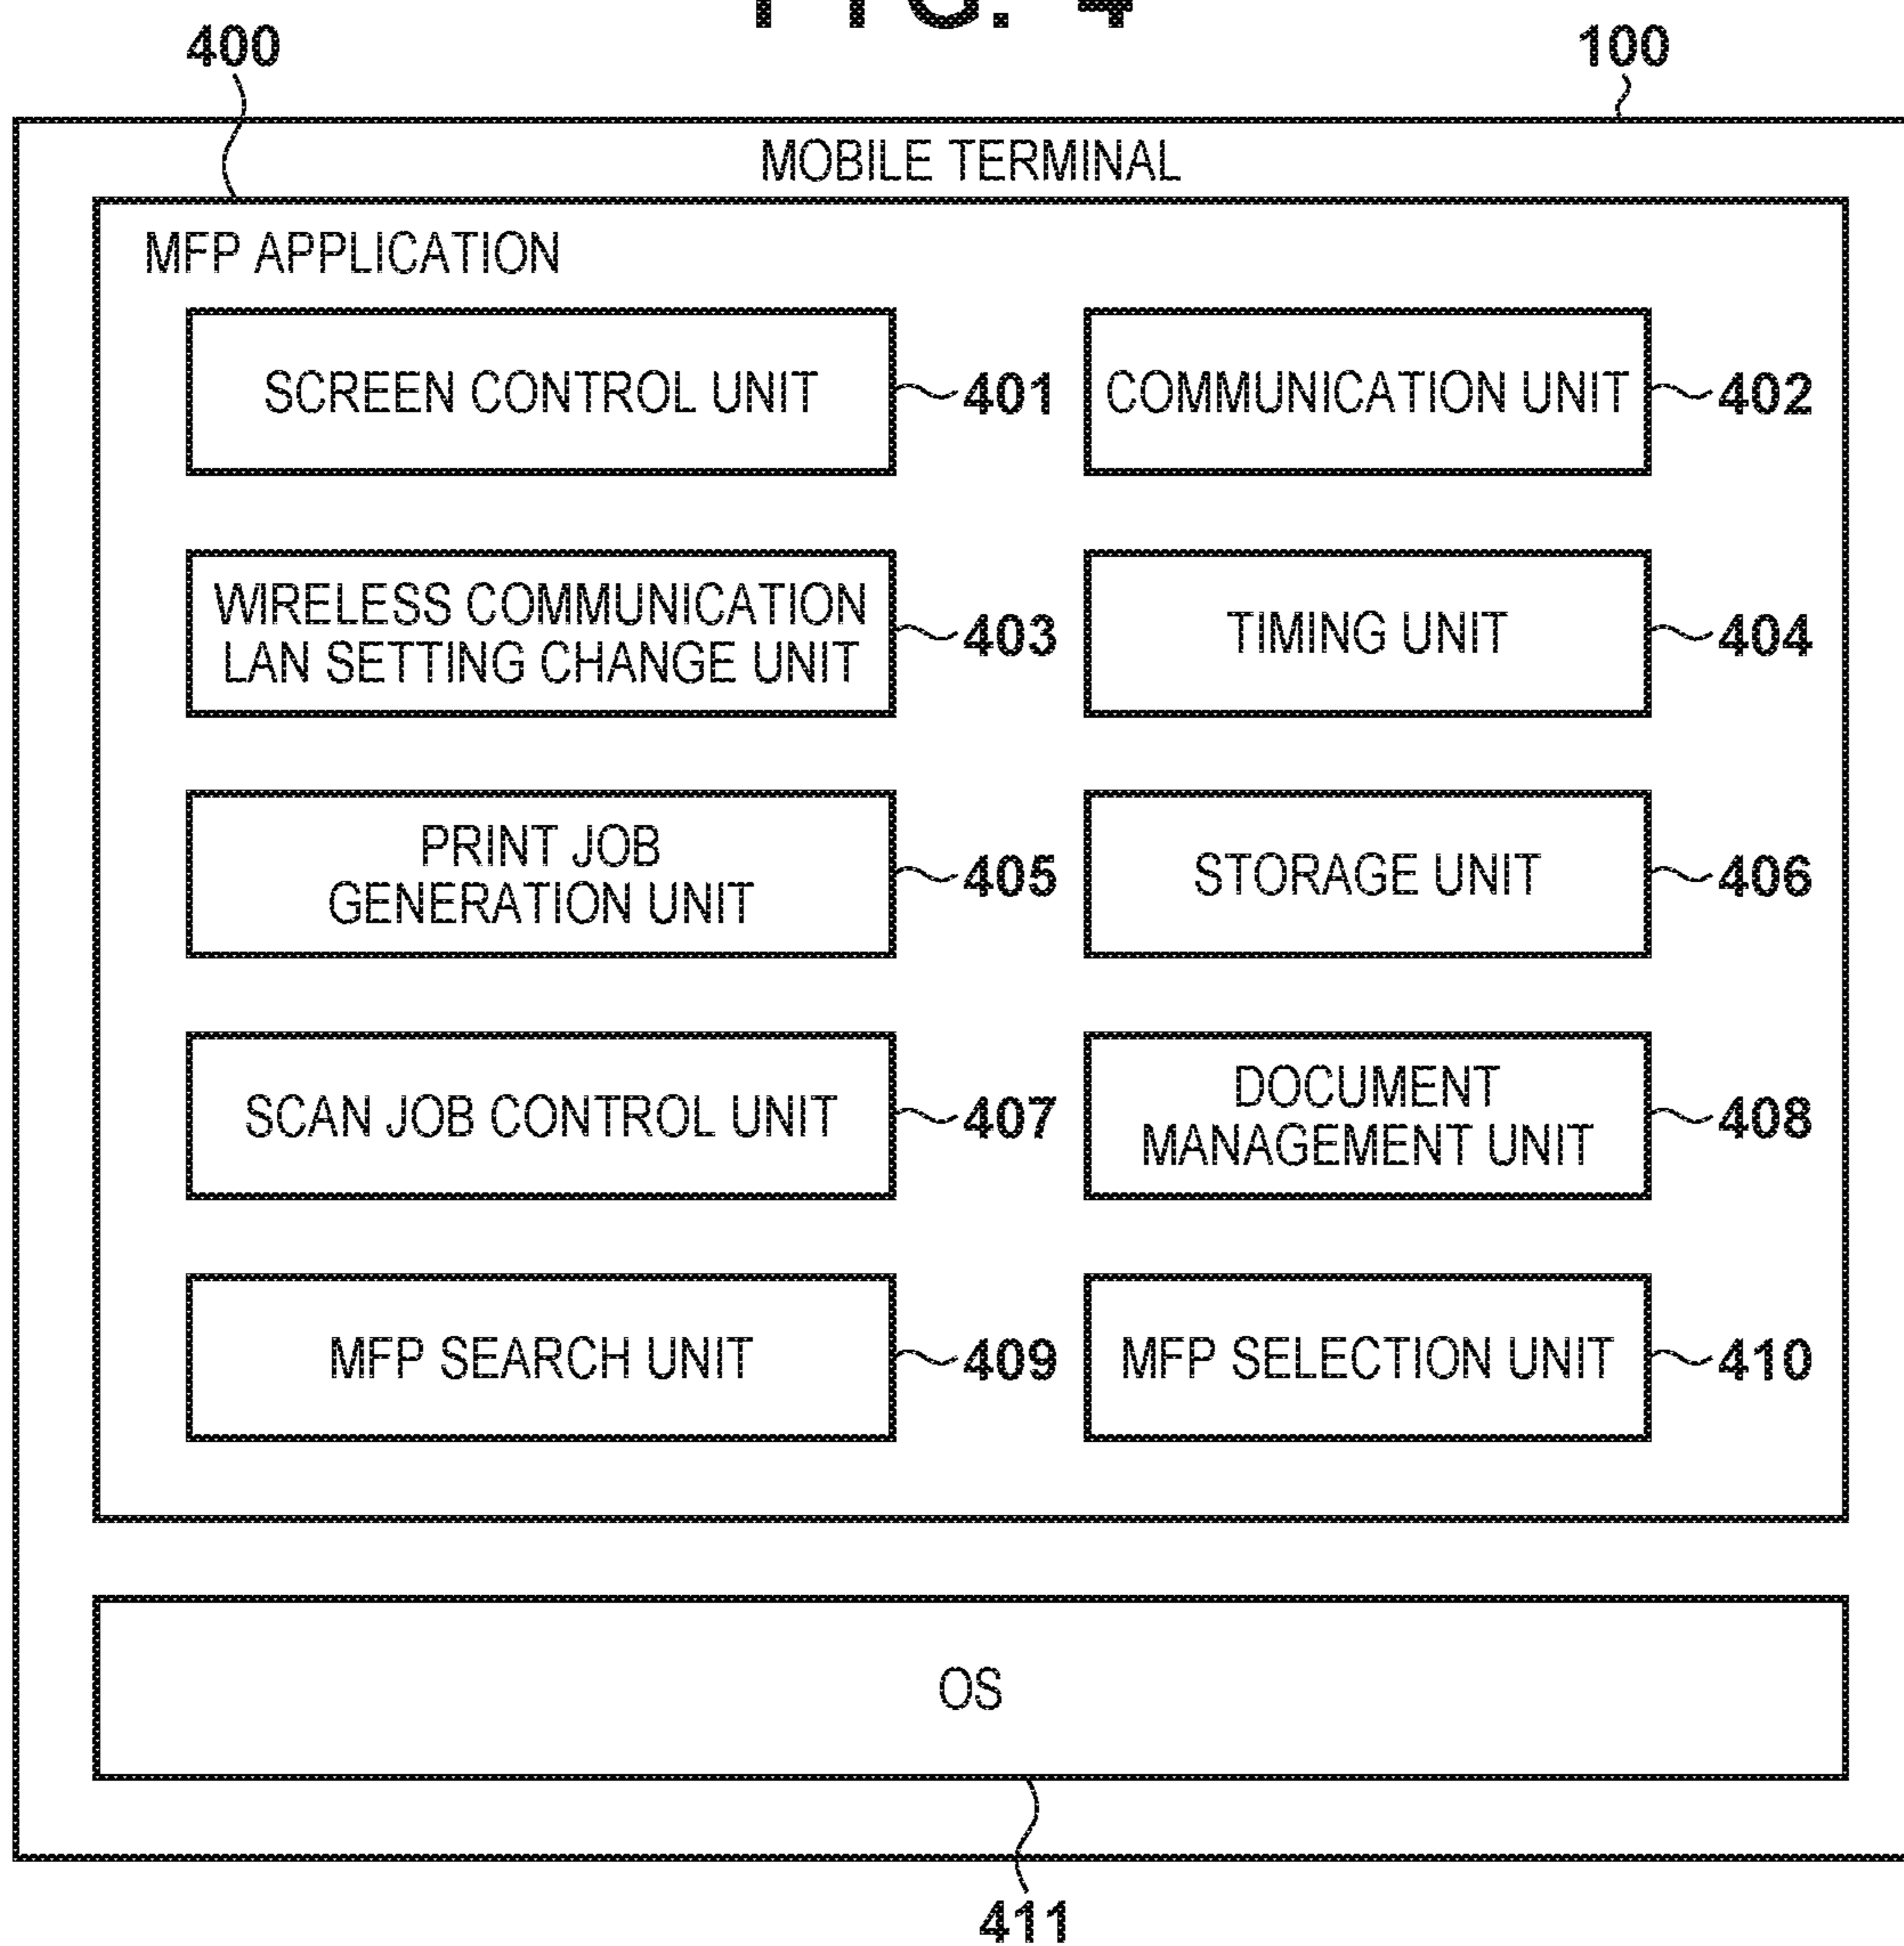 FIG. 4
400
100
MOBILE TERMINAL
MFP APPLICATION
SCREEN CONTROL UNIT
401
COMMUNICATION UNIT
402
WIRELESS COMMUNICATION
LAN SETTING CHANGE UNIT
403
TIMING UNIT
404
PRINT JOB
GENERATION UNIT
405
STORAGE UNIT
406
SCAN JOB CONTROL UNIT
407
DOCUMENT
MANAGEMENT UNIT
408
MFP SEARCH UNIT
409
MFP SELECTION UNIT
410
OS
411